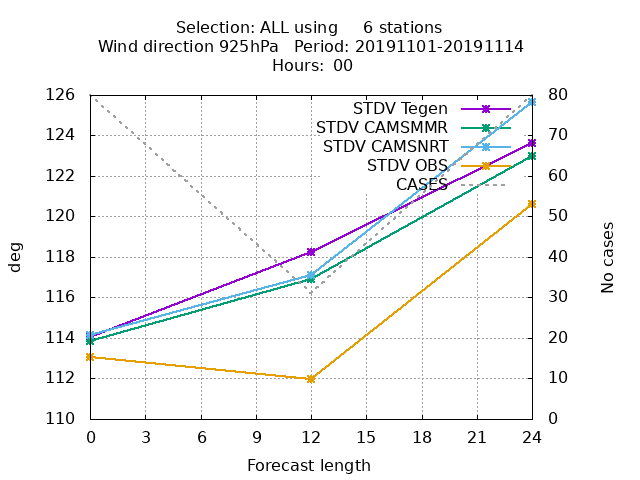 Selection: ALL using     6 stations
Wind direction 925hPa   Period: 20191101-20191114
Hours:  00
126 80
STDV Tegen
STDV CAMSMMR
124 70
STDV CAMSNRT
STDV OBS
122 60
CASES
120 50
118 40
deg
No cases
116 30
114 20
112 10
110 0
0 3 6 9 12 15 18 21 24
Forecast length